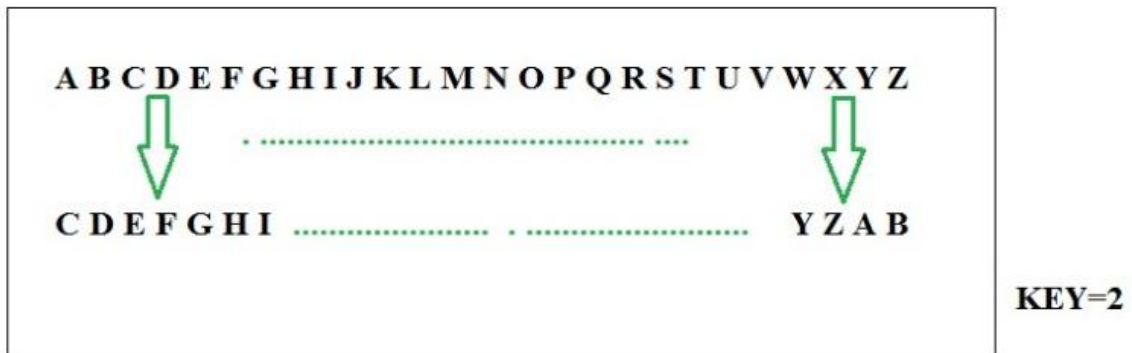 A B C D E F G H I J K L M N O P Q R S T U V W X Y Z
. ............................................ ....
C D E F G H I ...................... . ......................... Y Z A B
KEY=2